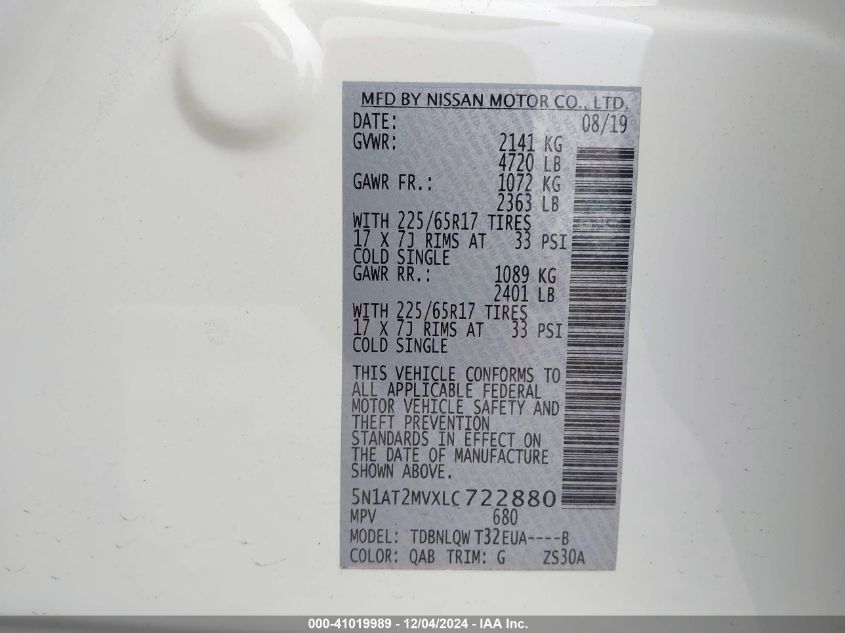 MFD BY NISSAN MOTOR CO., LTD.
DATE: 08/19
GVWR: 2141 KG
4720 LB
GAWR FR.: 1072 KG
2363 LB
WITH 225/65R17 TIRES
17 X 7J RIMS AT 33 PSI
COLD SINGLE
GAWR RR.: 1089 KG
2401 LB
WITH 225/65R17 TIRES
17 X 7J RIMS AT 33 PSI
COLD SINGLE
THIS VEHICLE CONFORMS TO
ALL APPLICABLE FEDERAL
MOTOR VEHICLE SAFETY AND
THEFT PREVENTION
STANDARDS IN EFFECT ON
THE DATE OF MANUFACTURE
SHOWN ABOVE.
5N1AT2MVXLC722880
MPV 680
MODEL: TDBNLQW T32EUA----B
COLOR: QAB TRIM: G ZS30A
000-41019989 - 12/04/2024 - IAA Inc.